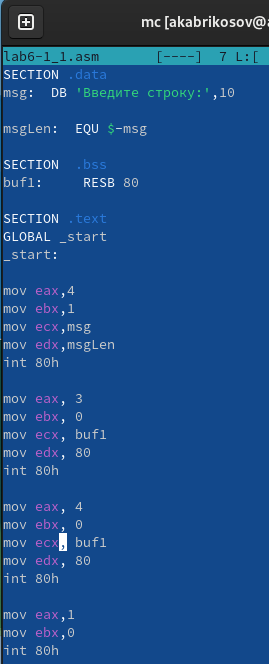 mc [akabrikosov@
lab6-1_1.asm [----] 7 L:[
SECTION .data
msg: DB 'Введите строку:',10
msgLen: EQU $-msg
SECTION .bss
buf1: RESB 80
SECTION .text
GLOBAL _start
_start:
mov eax,4
mov ebx,1
mov ecx,msg
mov edx,msgLen
int 80h
mov eax, 3
mov ebx, 0
mov ecx, buf1
mov edx, 80
int 80h
mov eax, 4
mov ebx, 0
mov ecx, buf1
mov edx, 80
int 80h
mov eax,1
mov ebx,0
int 80h